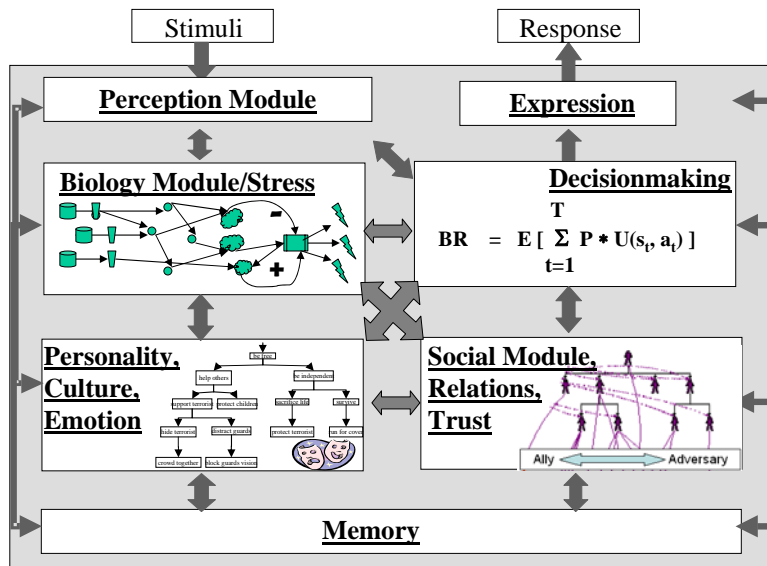 Stimuli
Response
Perception Module
Expression
Biology Module/Stress
-
+
Decisionmaking
T
BR = E [ Σ P * U(sₜ, aₜ) ]
t=1
Personality,
Culture,
Emotion
be free
help others
be independent
support terrorist
protect children
sacrifice life
survive
hide terrorist
distract guards
protect terrorist
run for cover
crowd together
block guards vision
Social Module,
Relations,
Trust
Ally
Adversary
Memory